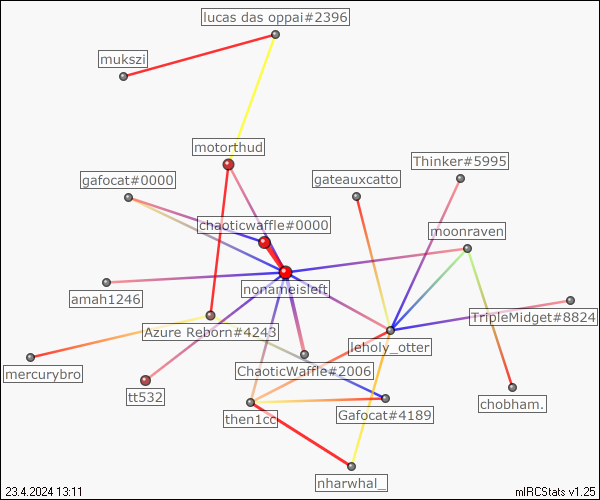 lucas das oppai#2396
mukszi
motorthud
Thinker#5995
gafocat#0000
gateauxcatto
chaoticwaffle#0000
moonraven
nonameisleft
amah1246
TripleMidget#8824
Azure Reborn#4243
leholy_otter
mercurybro
ChaoticWaffle#2006
tt532
chobham.
then1cc
Gafocat#4189
nharwhal_
23.4.2024 13:11
mIRCStats v1.25